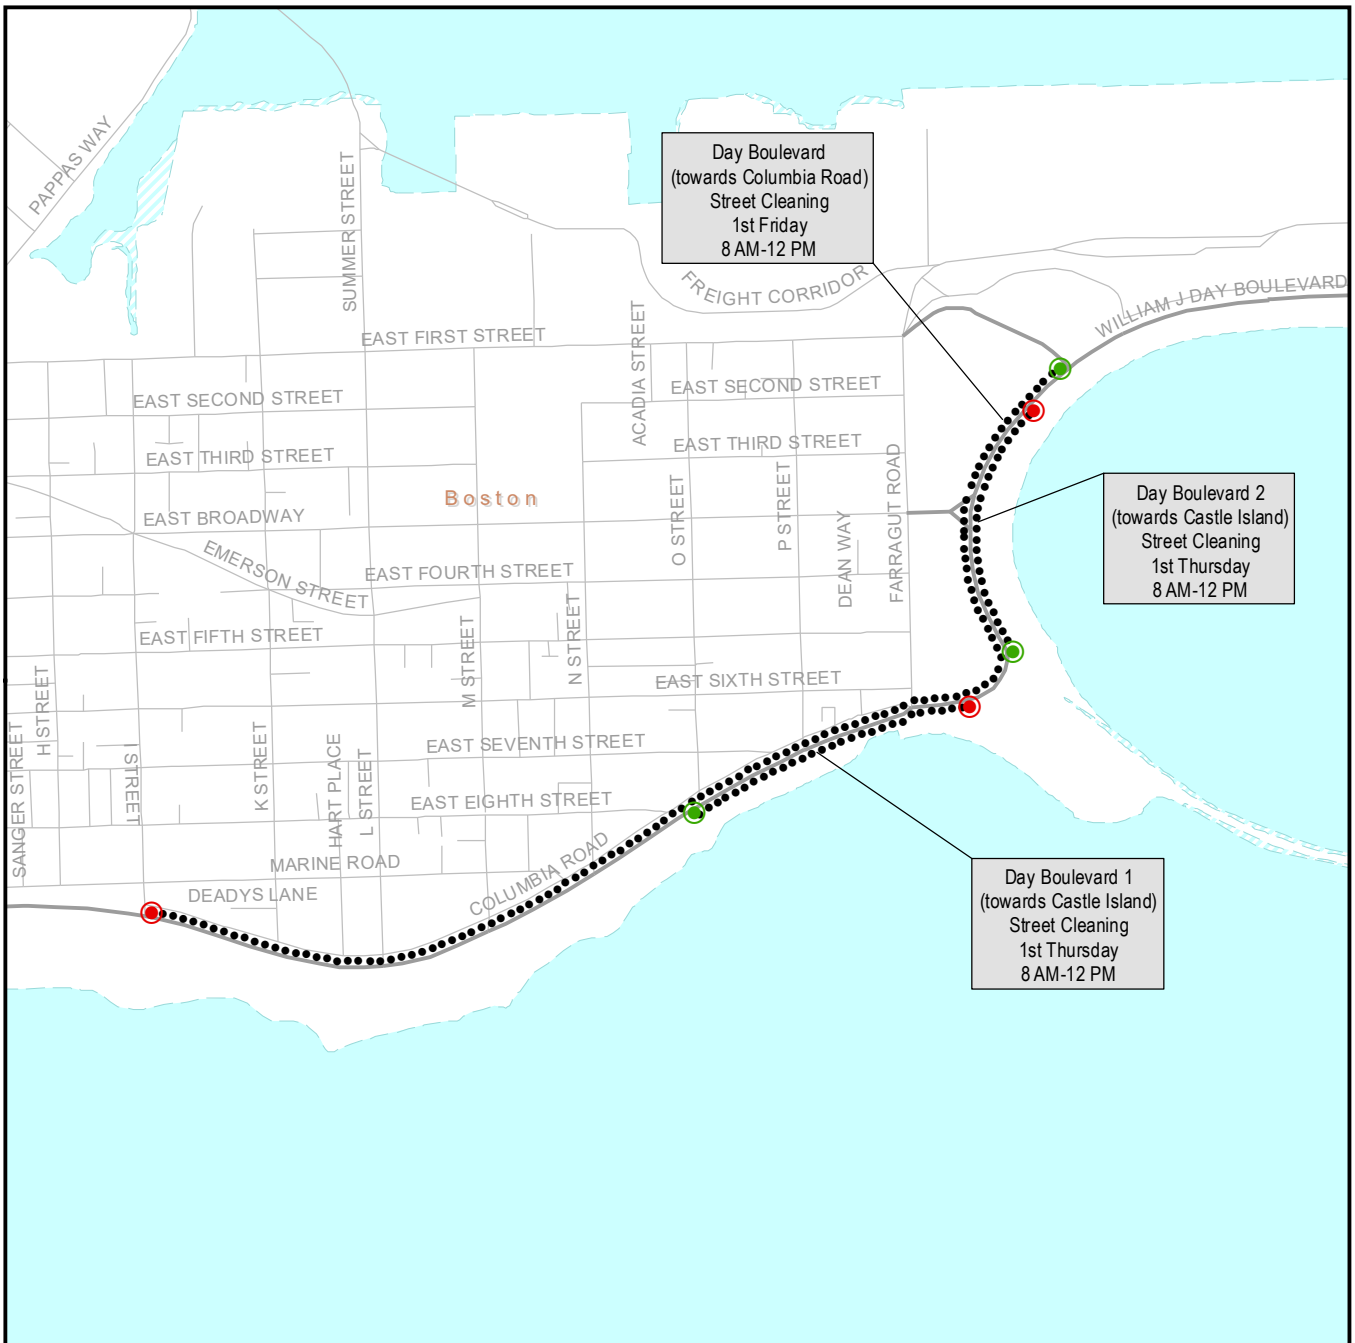 PAPPAS WAY
SUMMER STREET
Day Boulevard
(towards Columbia Road)
Street Cleaning
1st Friday
8 AM-12 PM
FREIGHT CORRIDOR
WILLIAM J DAY BOULEVARD
EAST FIRST STREET
ACADIA STREET
EAST SECOND STREET
EAST SECOND STREET
EAST THIRD STREET
EAST THIRD STREET
Boston
EAST BROADWAY
O STREET
P STREET
DEAN WAY
FARRAGUT ROAD
Day Boulevard 2
(towards Castle Island)
Street Cleaning
1st Thursday
8 AM-12 PM
EMERSON STREET
EAST FOURTH STREET
N STREET
EAST FIFTH STREET
M STREET
EAST SIXTH STREET
H STREET
SANGER STREET
I STREET
K STREET
HART PLACE
L STREET
EAST SEVENTH STREET
EAST EIGHTH STREET
MARINE ROAD
DEADYS LANE
COLUMBIA ROAD
Day Boulevard 1
(towards Castle Island)
Street Cleaning
1st Thursday
8 AM-12 PM